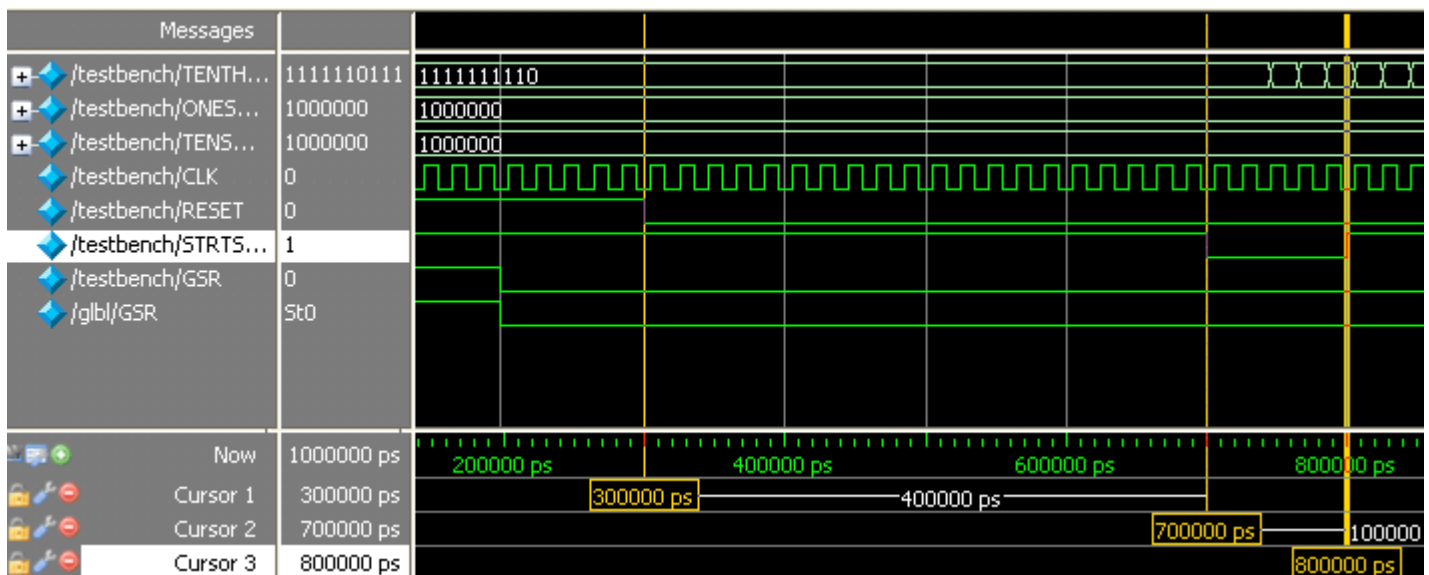 Messages
/testbench/TENTH... 1111110111 1111111110
/testbench/ONES... 1000000 1000000
/testbench/TENS... 1000000 1000000
/testbench/CLK 0
/testbench/RESET 0
/testbench/STRTS... 1
/testbench/GSR 0
/glbl/GSR St0
Now 1000000 ps 200000 ps 400000 ps 600000 ps 800000 ps
Cursor 1 300000 ps 300000 ps 400000 ps
Cursor 2 700000 ps 700000 ps 100000
Cursor 3 800000 ps 800000 ps